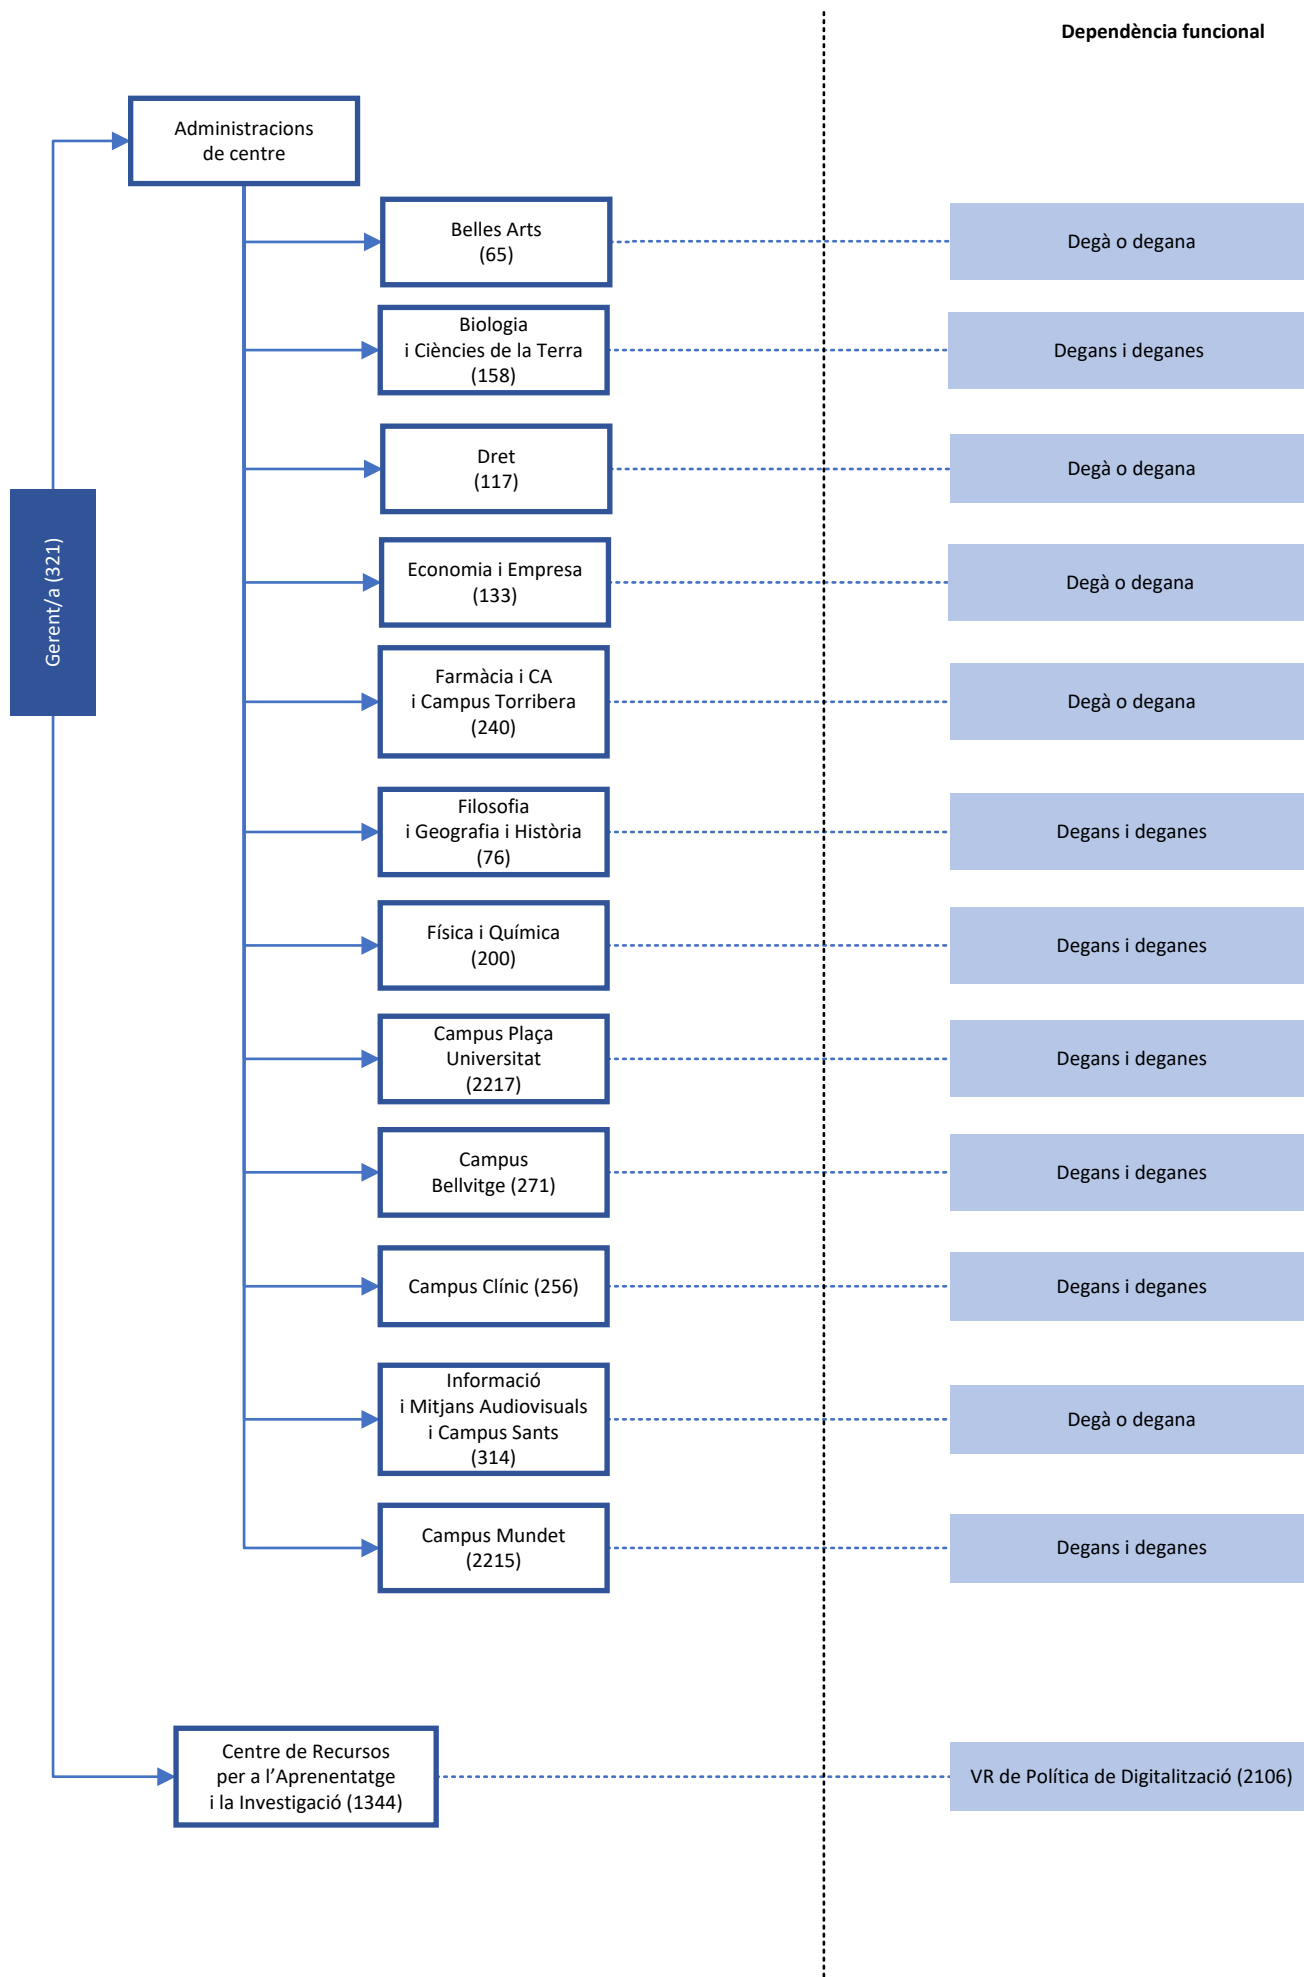 Dependència funcional
Administracions
de centre
Belles Arts
(65)
Degà o degana
Biologia
i Ciències de la Terra
(158)
Degans i deganes
Dret
(117)
Degà o degana
Gerent/a (321)
Economia i Empresa
(133)
Degà o degana
Farmàcia i CA
i Campus Torribera
(240)
Degà o degana
Filosofia
i Geografia i Història
(76)
Degans i deganes
Física i Química
(200)
Degans i deganes
Campus Plaça
Universitat
(2217)
Degans i deganes
Campus
Bellvitge (271)
Degans i deganes
Campus Clínic (256)
Degans i deganes
Informació
i Mitjans Audiovisuals
i Campus Sants
(314)
Degà o degana
Campus Mundet
(2215)
Degans i deganes
Centre de Recursos
per a l’Aprenentatge
i la Investigació (1344)
VR de Política de Digitalització (2106)